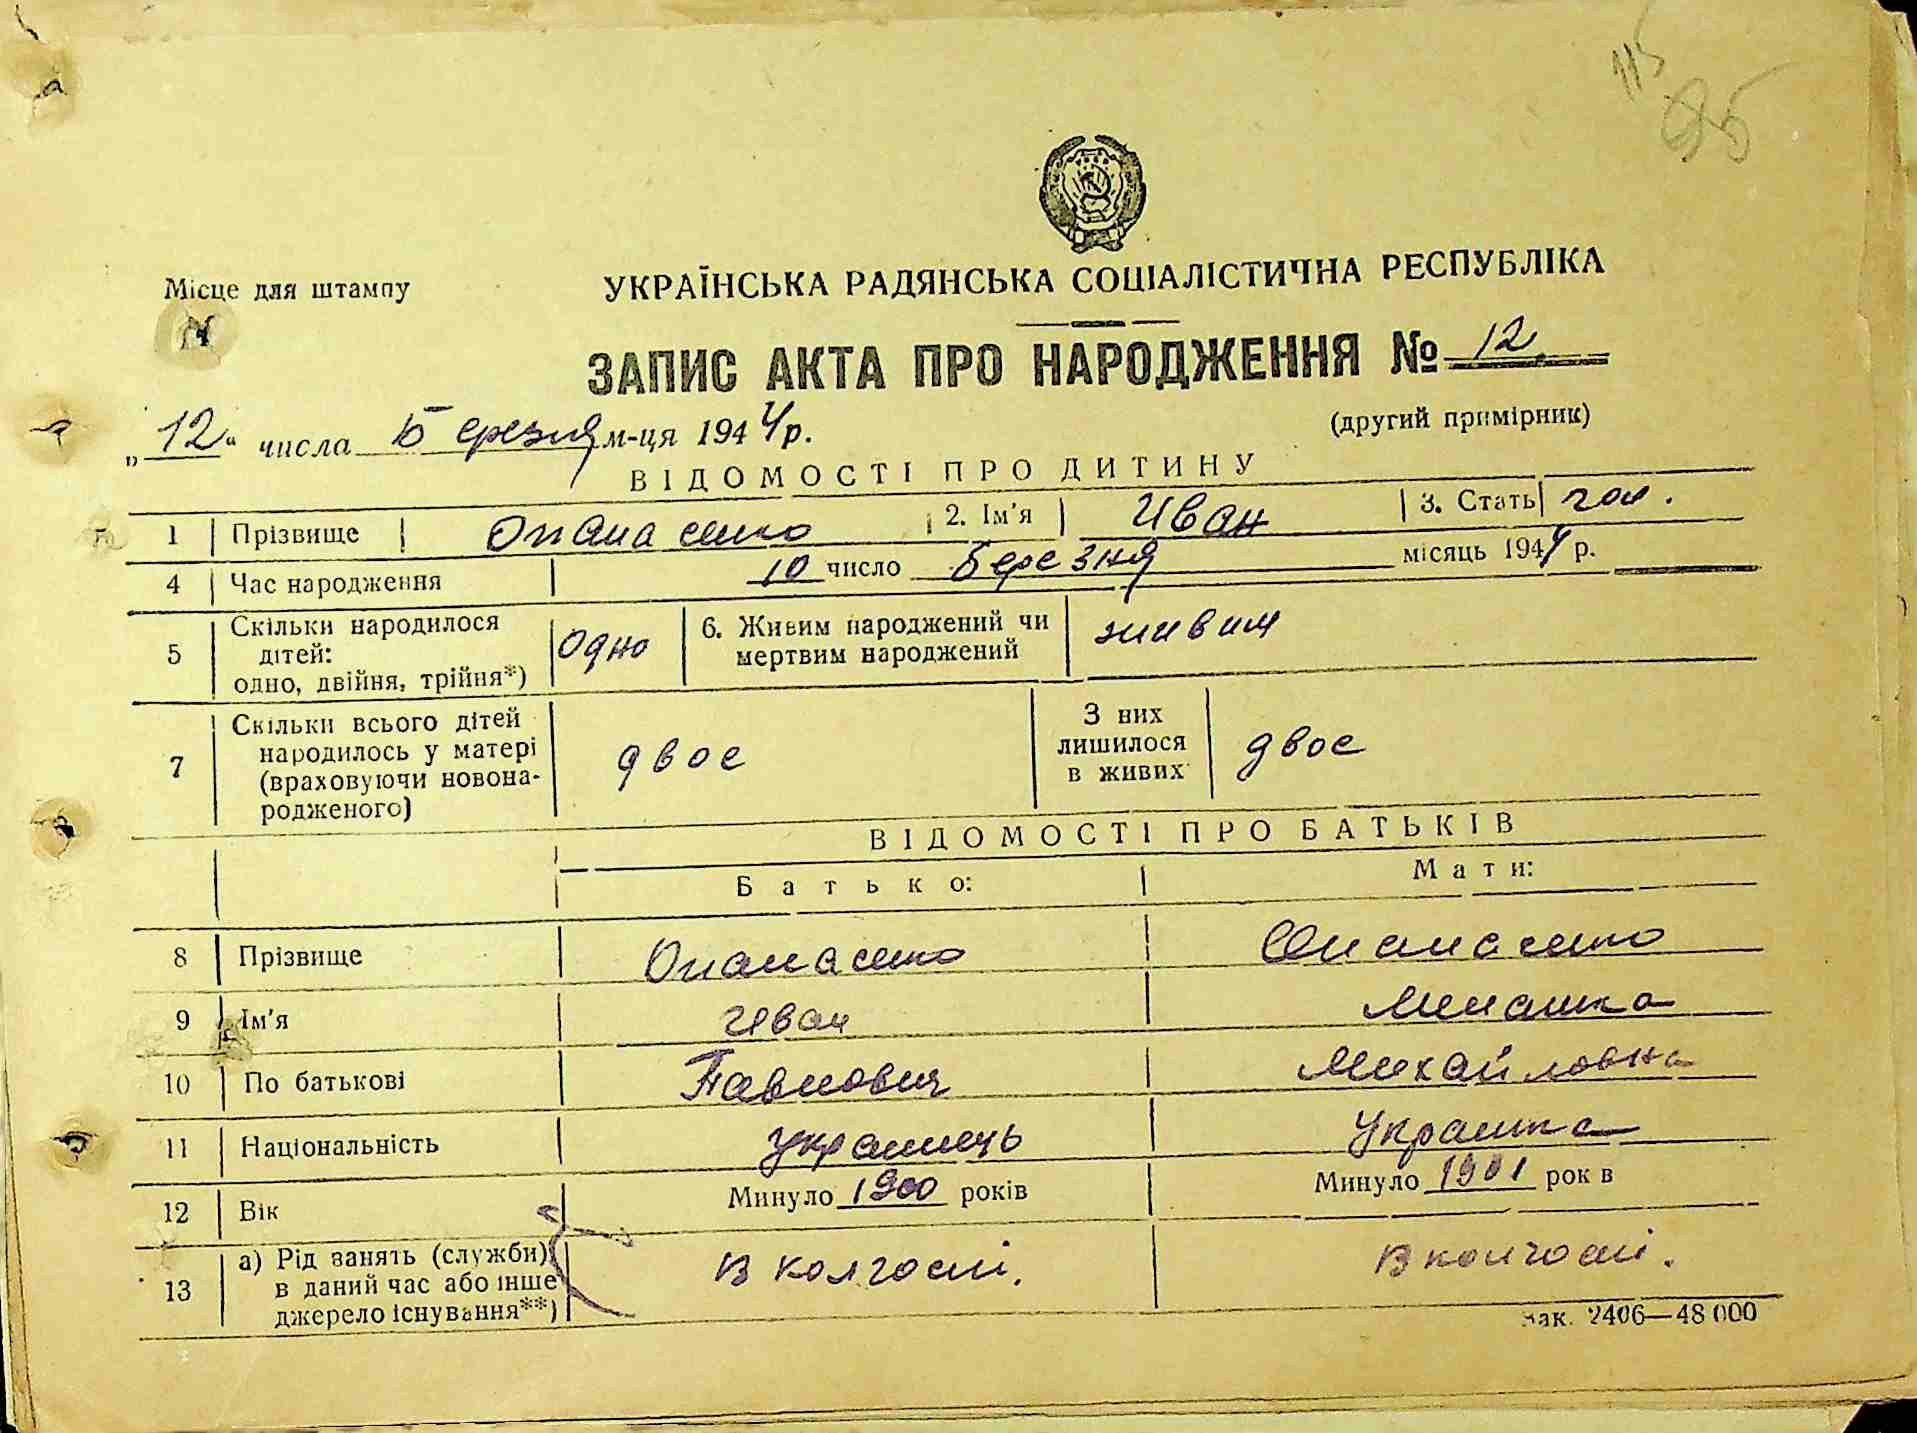 115
95
Місце для штампу
УКРАЇНСЬКА РАДЯНСЬКА СОЦІАЛІСТИЧНА РЕСПУБЛІКА
ЗАПИС АКТА ПРО НАРОДЖЕННЯ № 12.
(другий примірник)
„12“ числа Березня м-ця 1944р.
ВІДОМОСТІ ПРО ДИТИНУ
1 Прізвище Опанасенко 2. Ім'я Иван 3. Стать чол.
4 Час народження 10 число Березня місяць 1944 р.
5 Скільки народилося дітей: одно, двійня, трійня*) Одно 6. Живим народжений чи мертвим народжений живим
7 Скільки всього дітей народилось у матері (враховуючи новонародженого) двое З них лишилося в живих двое
ВІДОМОСТІ ПРО БАТЬКІВ
Батько: Мати:
8 Прізвище Опанасенко Опанасенко
9 Ім'я Иван
10 По батькові Павлович Михайловна
11 Національність Украинець Украинка
12 Вік Минуло 1900 років Минуло 1901 рок в
13 а) Рід занять (служби) в даний час або інше джерело існування**) В колгоспі. В колгоспі.
Зак. 2406—48 000